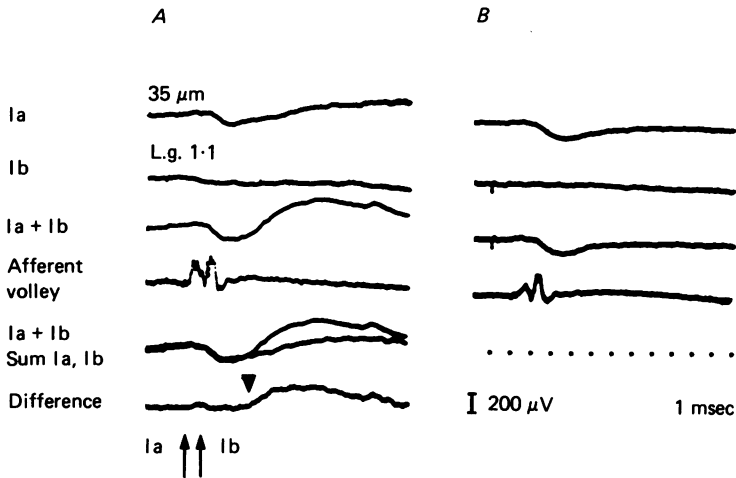 A
B
35 μm
Ia
L.g. 1·1
Ib
Ia + Ib
Afferent
volley
Ia + Ib
Sum Ia, Ib
Difference
200 μV
1 msec
Ia
Ib